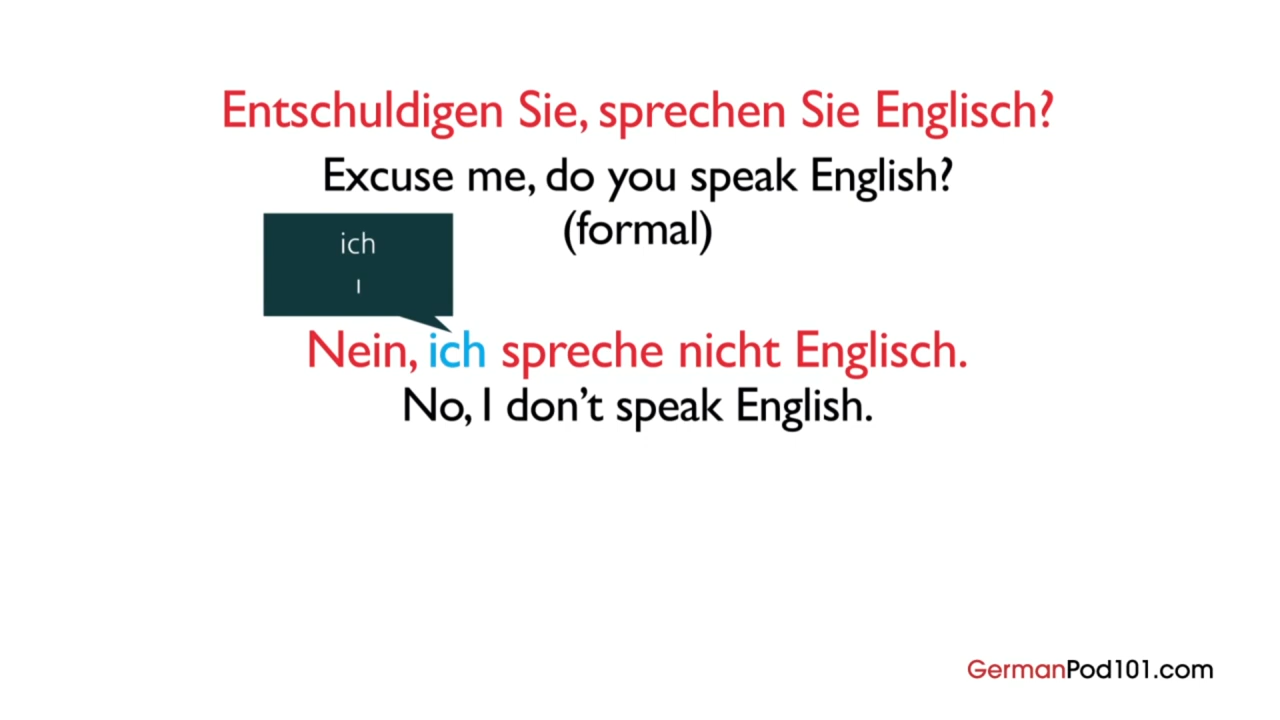 Entschuldigen Sie, sprechen Sie Englisch?
Excuse me, do you speak English?
(formal)
ich
I
Nein, ich spreche nicht Englisch.
No, I don’t speak English.
GermanPod101.com